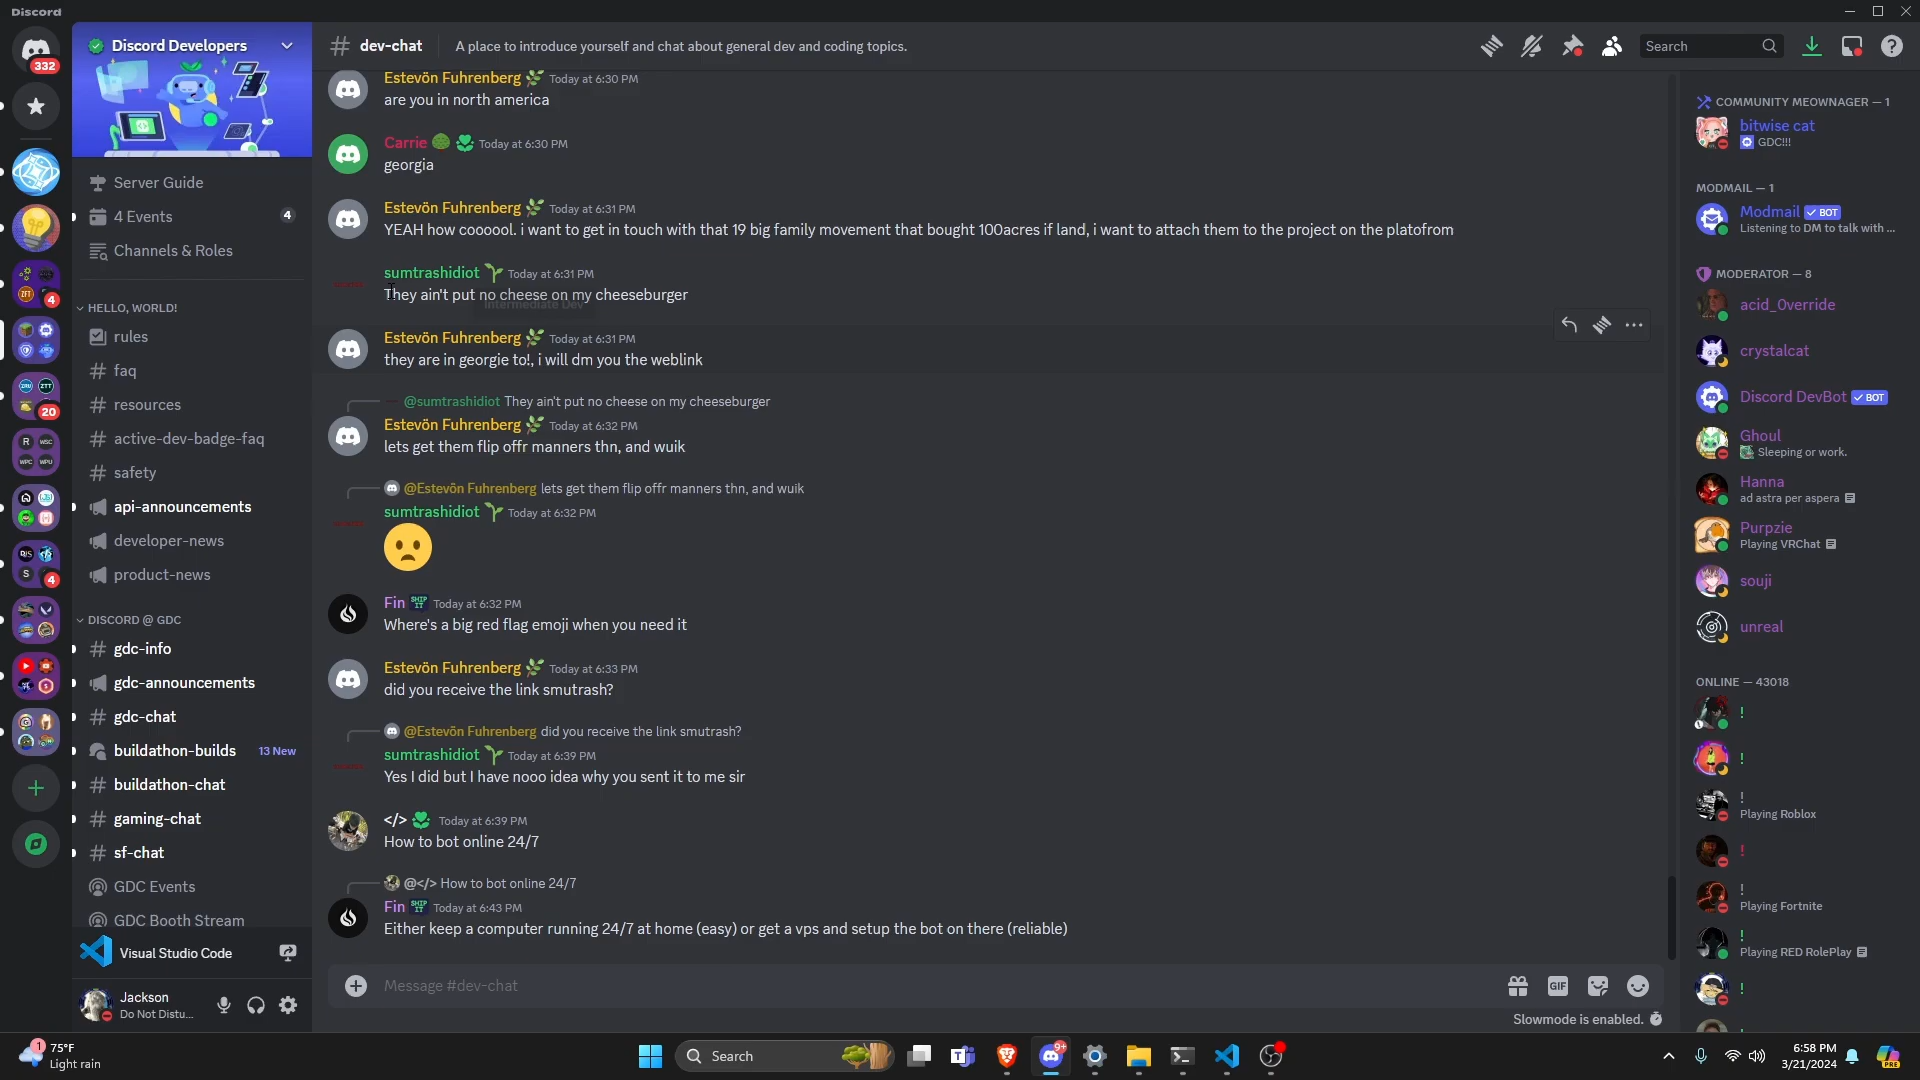 Discord
332
Discord Developers
Server Guide
4 Events
4
Channels & Roles
HELLO, WORLD!
rules
faq
resources
active-dev-badge-faq
safety
api-announcements
developer-news
product-news
DISCORD @ GDC
gdc-info
gdc-announcements
gdc-chat
buildathon-builds 13 New
buildathon-chat
gaming-chat
sf-chat
GDC Events
GDC Booth Stream
4
20
4
Visual Studio Code
Jackson
Do Not Distu...
# dev-chat
A place to introduce yourself and chat about general dev and coding topics.
Search
Estevön Fuhrenberg Today at 6:30 PM
are you in north america
Carrie Today at 6:30 PM
georgia
Estevön Fuhrenberg Today at 6:31 PM
YEAH how coooool. i want to get in touch with that 19 big family movement that bought 100acres if land, i want to attach them to the project on the platofrom
sumtrashidiot Today at 6:31 PM
They ain't put no cheese on my cheeseburger
Intermediate Dev
Estevön Fuhrenberg Today at 6:31 PM
they are in georgie to!, i will dm you the weblink
@sumtrashidiot They ain't put no cheese on my cheeseburger
Estevön Fuhrenberg Today at 6:32 PM
lets get them flip offr manners thn, and wuik
@Estevön Fuhrenberg lets get them flip offr manners thn, and wuik
sumtrashidiot Today at 6:32 PM
Fin SHIP IT Today at 6:32 PM
Where's a big red flag emoji when you need it
Estevön Fuhrenberg Today at 6:33 PM
did you receive the link smutrash?
@Estevön Fuhrenberg did you receive the link smutrash?
sumtrashidiot Today at 6:39 PM
Yes I did but I have nooo idea why you sent it to me sir
</> Today at 6:39 PM
How to bot online 24/7
@</> How to bot online 24/7
Fin SHIP IT Today at 6:43 PM
Either keep a computer running 24/7 at home (easy) or get a vps and setup the bot on there (reliable)
Message #dev-chat
GIF
Slowmode is enabled.
COMMUNITY MEOWNAGER — 1
bitwise cat
GDC!!!
MODMAIL — 1
Modmail ✓ BOT
Listening to DM to talk with ...
MODERATOR — 8
acid_0verride
crystalcat
Discord DevBot ✓ BOT
Ghoul
Sleeping or work.
Hanna
ad astra per aspera
Purpzie
Playing VRChat
souji
unreal
ONLINE — 43018
!
!
!
Playing Roblox
!
!
Playing Fortnite
!
Playing RED RolePlay
!
1
75°F
Light rain
Search
9+
6:58 PM
3/21/2024
PRE